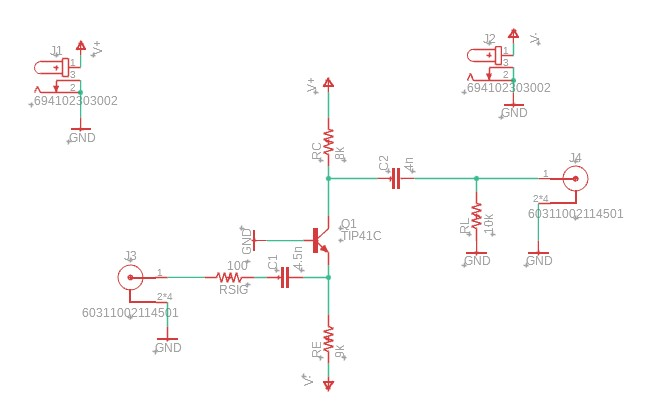 J1
V+
1
3
2
694102303002
GND
J2
V-
1
3
2
694102303002
GND
V+
RC
8k
C2
4n
J4
1
2*4
60311002114501
GND
RL
10k
GND
Q1
TIP41C
GND
J3
1
2*4
60311002114501
GND
100
RSIG
C1
4.5n
RE
9k
V-